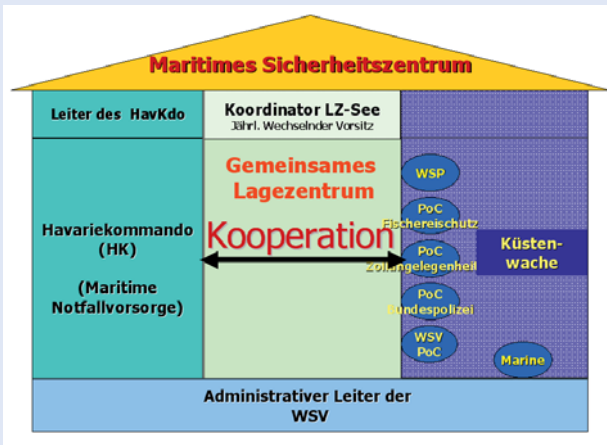 Maritimes Sicherheitszentrum
Leiter des HavKdo
Koordinator LZ-See
Jährl. Wechselnder Vorsitz
Gemeinsames
Lagezentrum
Kooperation
Havariekommando
(HK)
(Maritime
Notfallvorsorge)
WSP
PoC
Fischereischutz
PoC
Zollangelegenheit
PoC
Bundespolizei
WSV
PoC
Küsten-
wache
Marine
Administrativer Leiter der
WSV